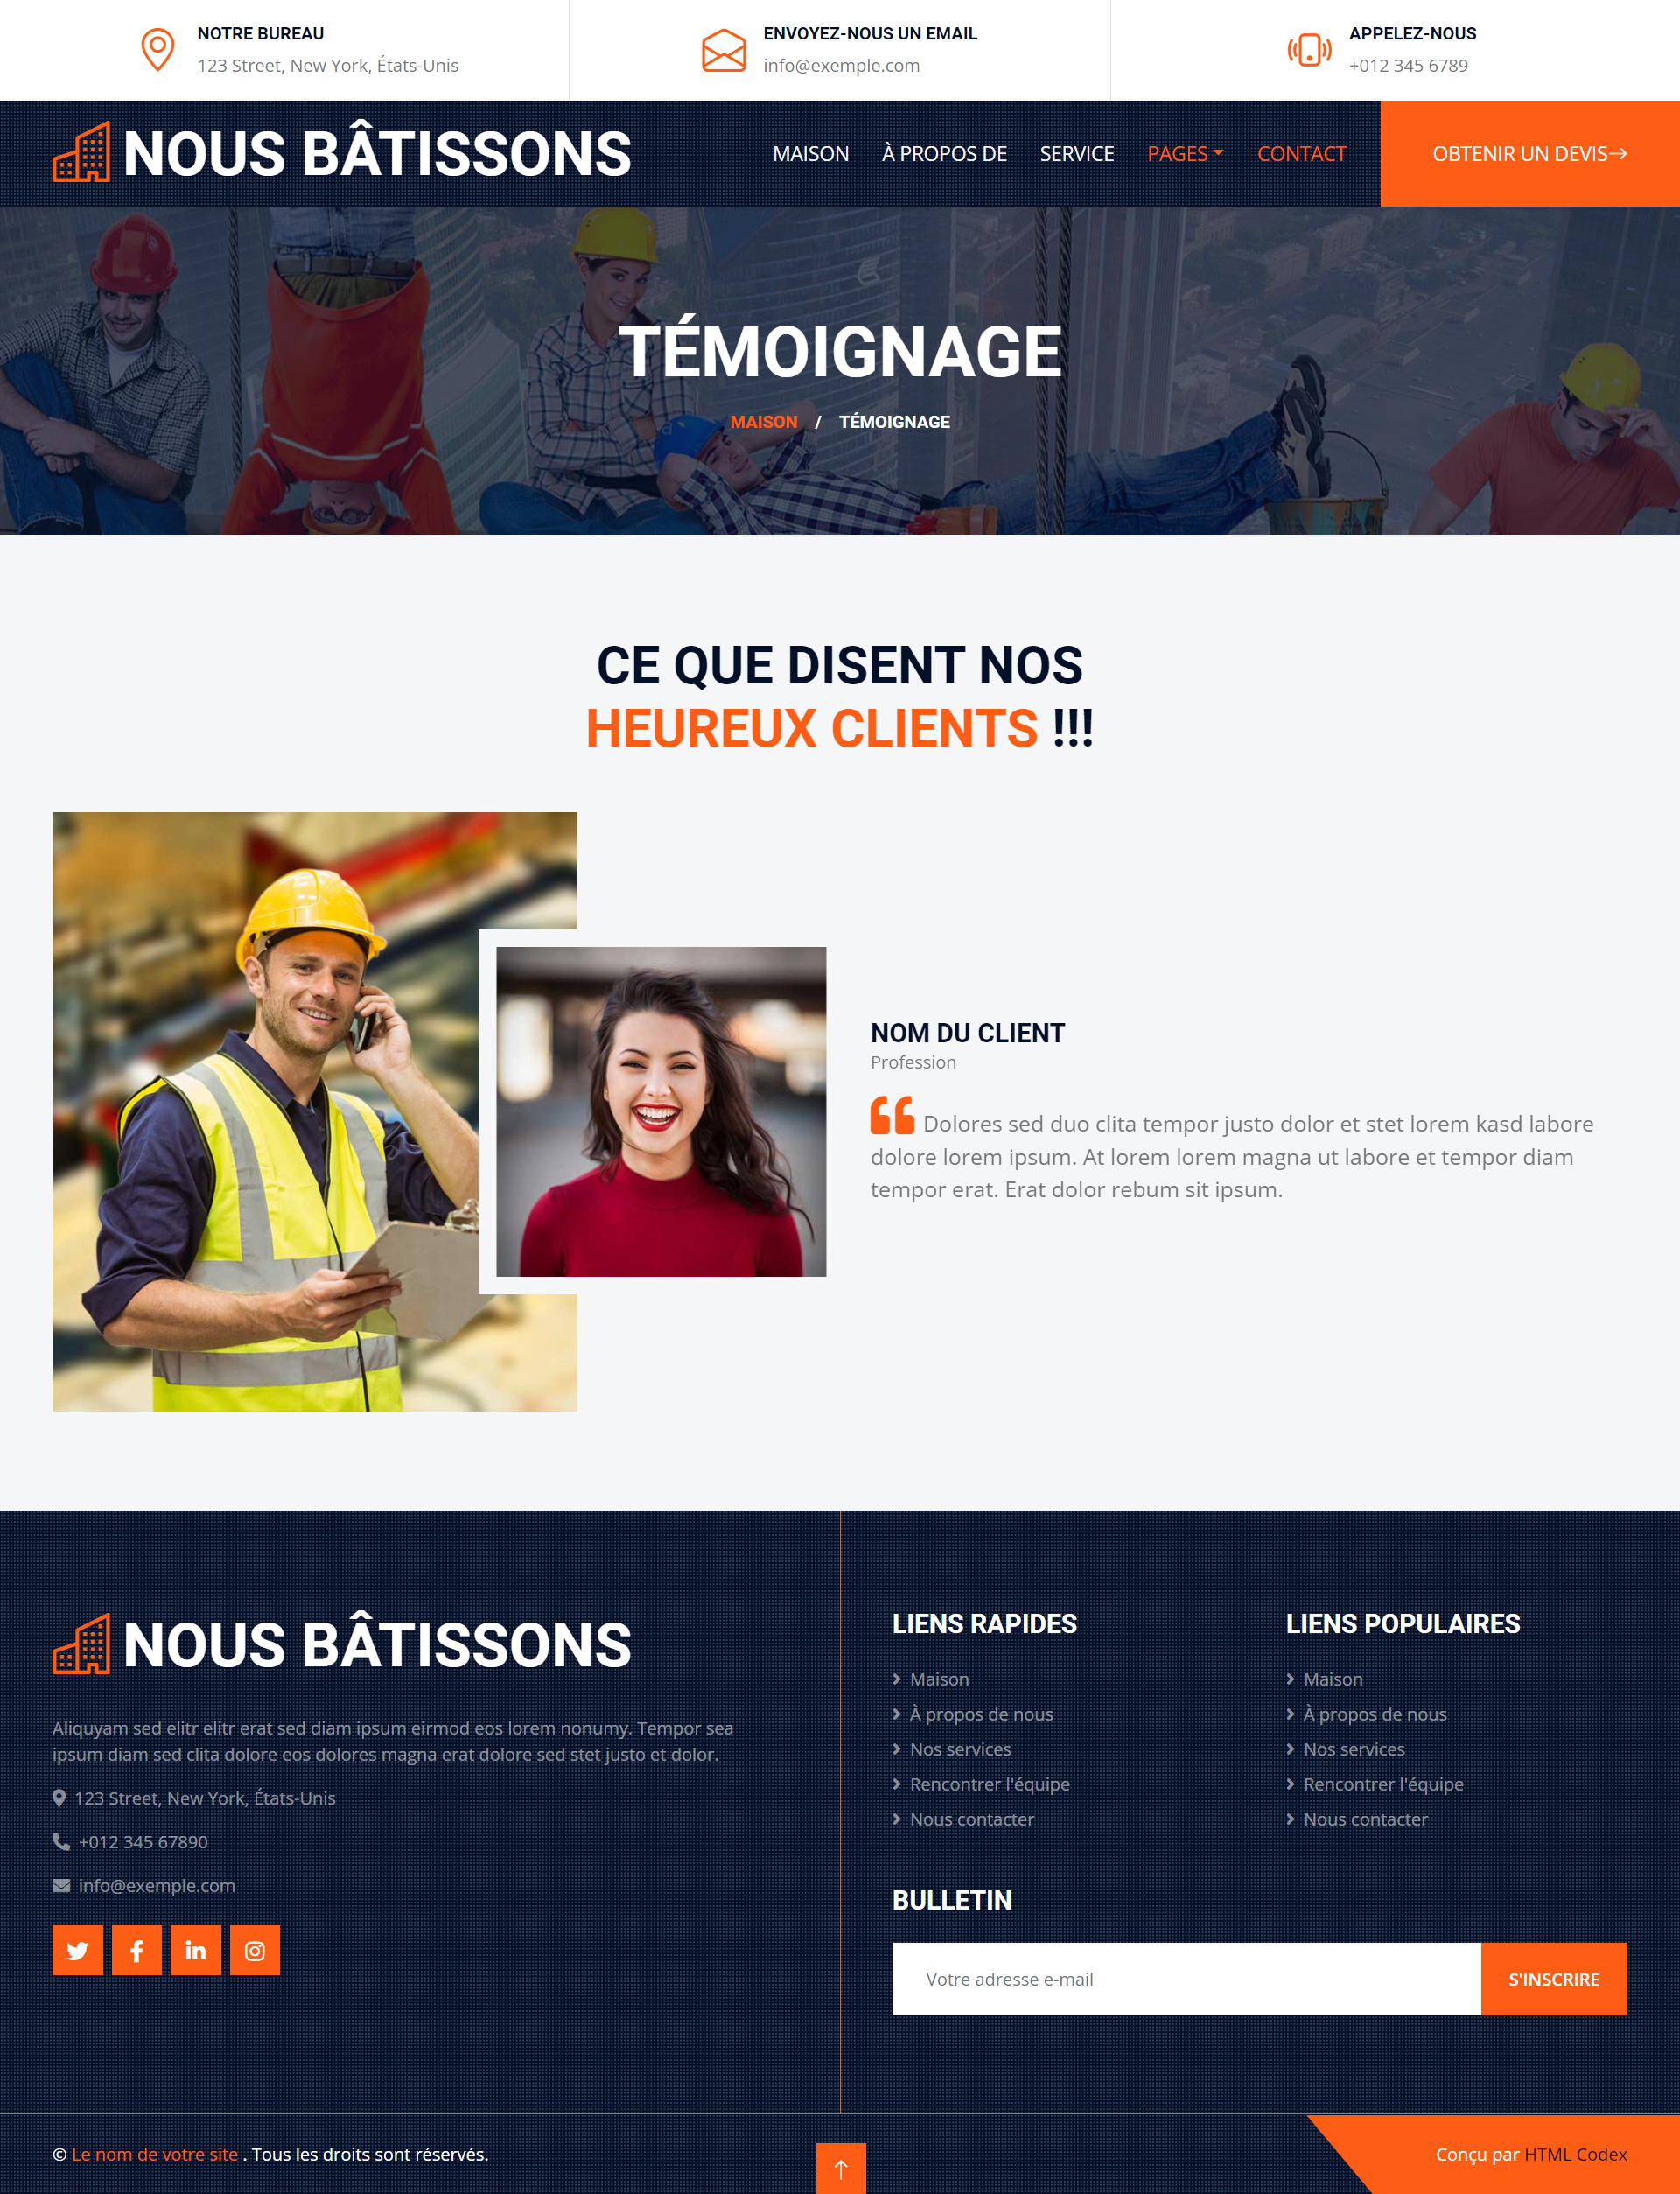 NOTRE BUREAU
123 Street, New York, États-Unis
ENVOYEZ-NOUS UN EMAIL
info@exemple.com
APPELEZ-NOUS
+012 345 6789
NOUS BÂTISSONS
MAISON À PROPOS DE SERVICE PAGES CONTACT
OBTENIR UN DEVIS
TÉMOIGNAGE
MAISON / TÉMOIGNAGE
CE QUE DISENT NOS
HEUREUX CLIENTS !!!
NOM DU CLIENT
Profession
Dolores sed duo clita tempor justo dolor et stet lorem kasd labore
dolore lorem ipsum. At lorem lorem magna ut labore et tempor diam
tempor erat. Erat dolor rebum sit ipsum.
NOUS BÂTISSONS
Aliquyam sed elitr elitr erat sed diam ipsum eirmod eos lorem nonumy. Tempor sea
ipsum diam sed clita dolore eos dolores magna erat dolore sed stet justo et dolor.
123 Street, New York, États-Unis
+012 345 67890
info@exemple.com
LIENS RAPIDES
Maison
À propos de nous
Nos services
Rencontrer l'équipe
Nous contacter
LIENS POPULAIRES
Maison
À propos de nous
Nos services
Rencontrer l'équipe
Nous contacter
BULLETIN
Votre adresse e-mail
S'INSCRIRE
© Le nom de votre site . Tous les droits sont réservés.
Conçu par HTML Codex